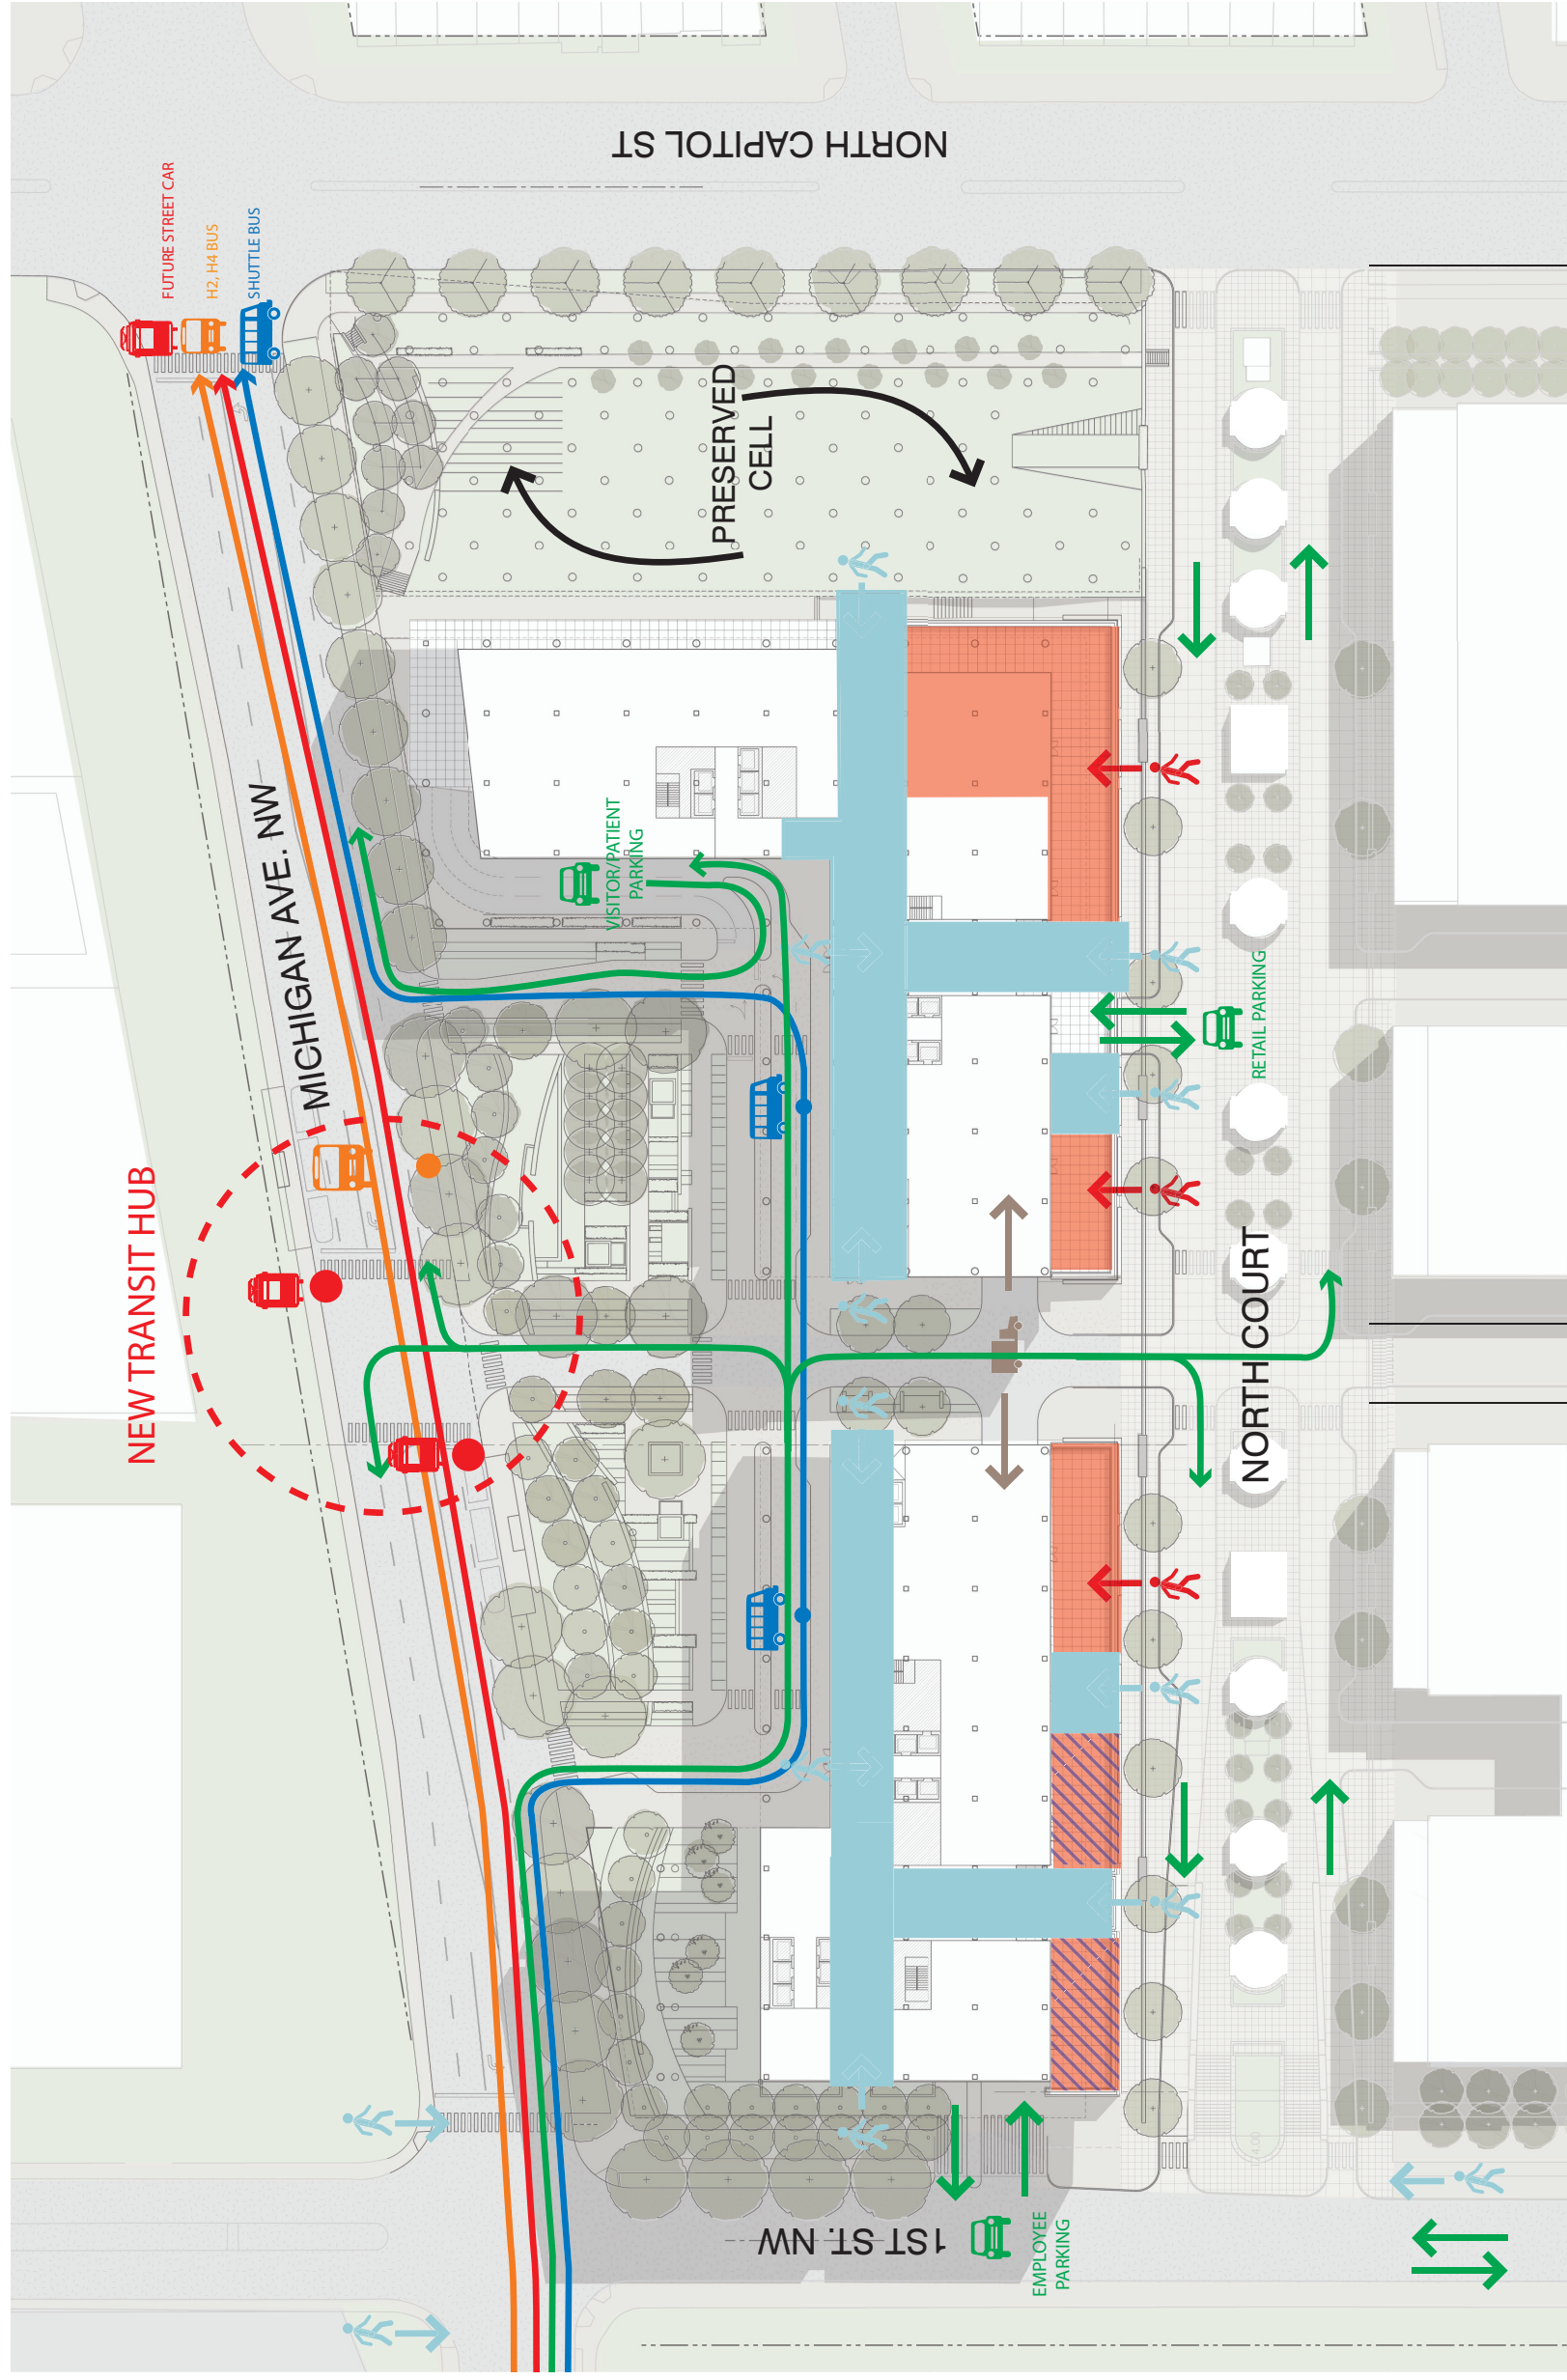 NORTH CAPITOL ST
FUTURE STREET CAR
H2, H4 BUS
SHUTTLE BUS
PRESERVED
CELL
MICHIGAN AVE. NW
VISITOR/PATIENT
PARKING
RETAIL PARKING
NEW TRANSIT HUB
NORTH COURT
1ST ST. NW
EMPLOYEE
PARKING